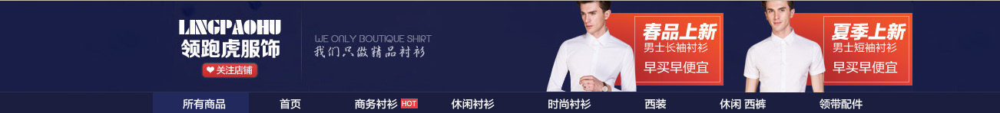 LINGPAOHU
领跑虎服饰
❤ 关注店铺
WE ONLY BOUTIQUE SHIRT
我们只做精品衬衫
春品上新
男士长袖衬衫
早买早便宜
夏季上新
男士短袖衬衫
早买早便宜
所有商品 首页 商务衬衫 HOT 休闲衬衫 时尚衬衫 西装 休闲 西裤 领带配件